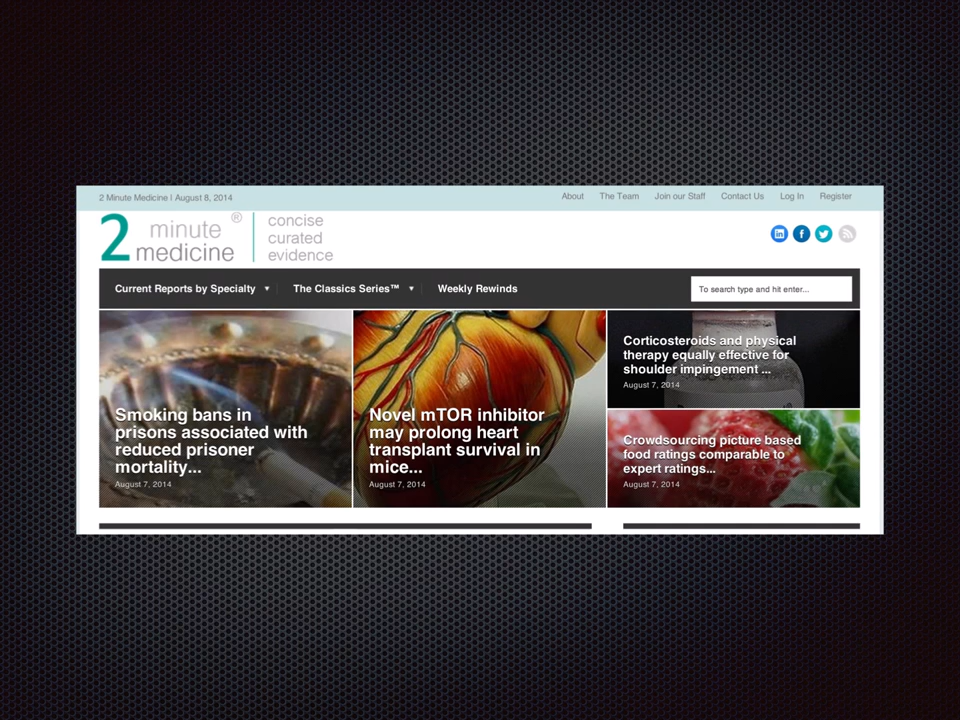 2 Minute Medicine | August 8, 2014
About The Team Join our Staff Contact Us Log In Register
2 minute medicine ®
concise
curated
evidence
Current Reports by Specialty ▼ The Classics Series™ ▼ Weekly Rewinds
To search type and hit enter...
Smoking bans in
prisons associated with
reduced prisoner
mortality...
August 7, 2014
Novel mTOR inhibitor
may prolong heart
transplant survival in
mice...
August 7, 2014
Corticosteroids and physical
therapy equally effective for
shoulder impingement ...
August 7, 2014
Crowdsourcing picture based
food ratings comparable to
expert ratings...
August 7, 2014